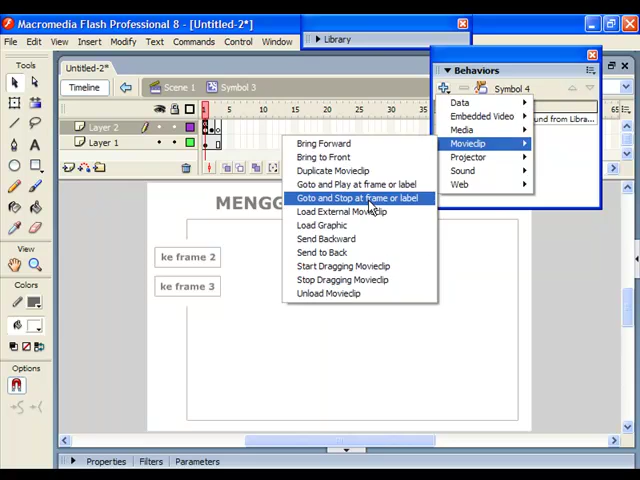 Macromedia Flash Professional 8 - [Untitled-2*]
File Edit View Insert Modify Text Commands Control Window
Library
Behaviors
Tools
Untitled-2*
Timeline
Scene 1
Symbol 3
Symbol 4
Layer 2
Layer 1
1 5 10 15
Data
Embedded Video
Media
Movieclip
Projector
Sound
Web
ound from Libra...
Bring Forward
Bring to Front
Duplicate Movieclip
Goto and Play at frame or label
Goto and Stop at frame or label
Load External Movieclip
Load Graphic
Send Backward
Send to Back
Start Dragging Movieclip
Stop Dragging Movieclip
Unload Movieclip
MENGG
ke frame 2
ke frame 3
View
Colors
Options
Properties Filters Parameters